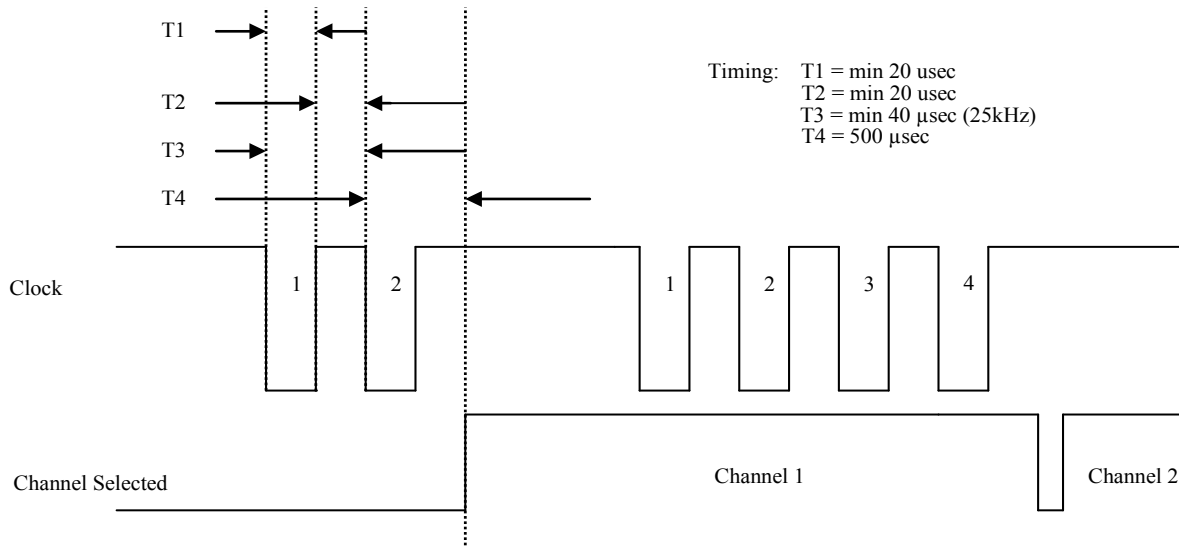 T1
T2
T3
T4
Timing: T1 = min 20 usec
T2 = min 20 usec
T3 = min 40 µsec (25kHz)
T4 = 500 µsec
Clock
1 2 1 2 3 4
Channel Selected
Channel 1
Channel 2